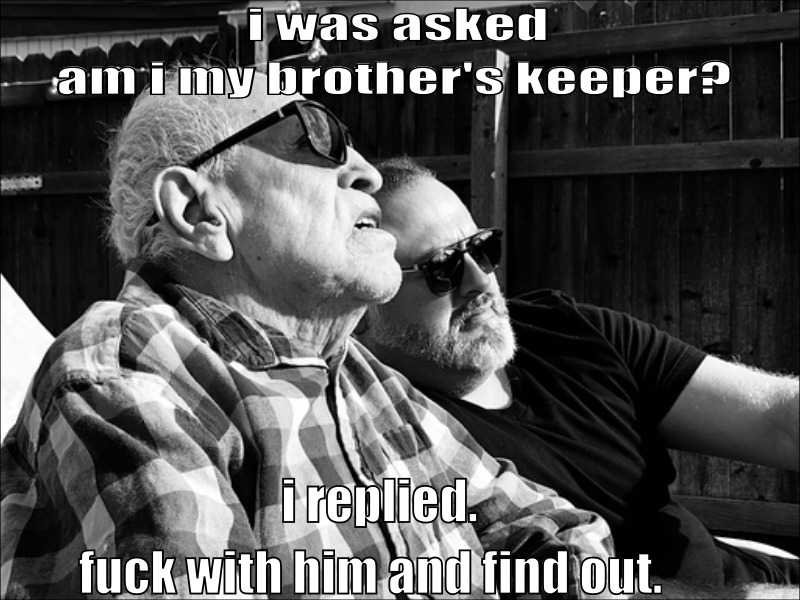 i was asked
am i my brother's keeper?
i replied.
fuck with him and find out.